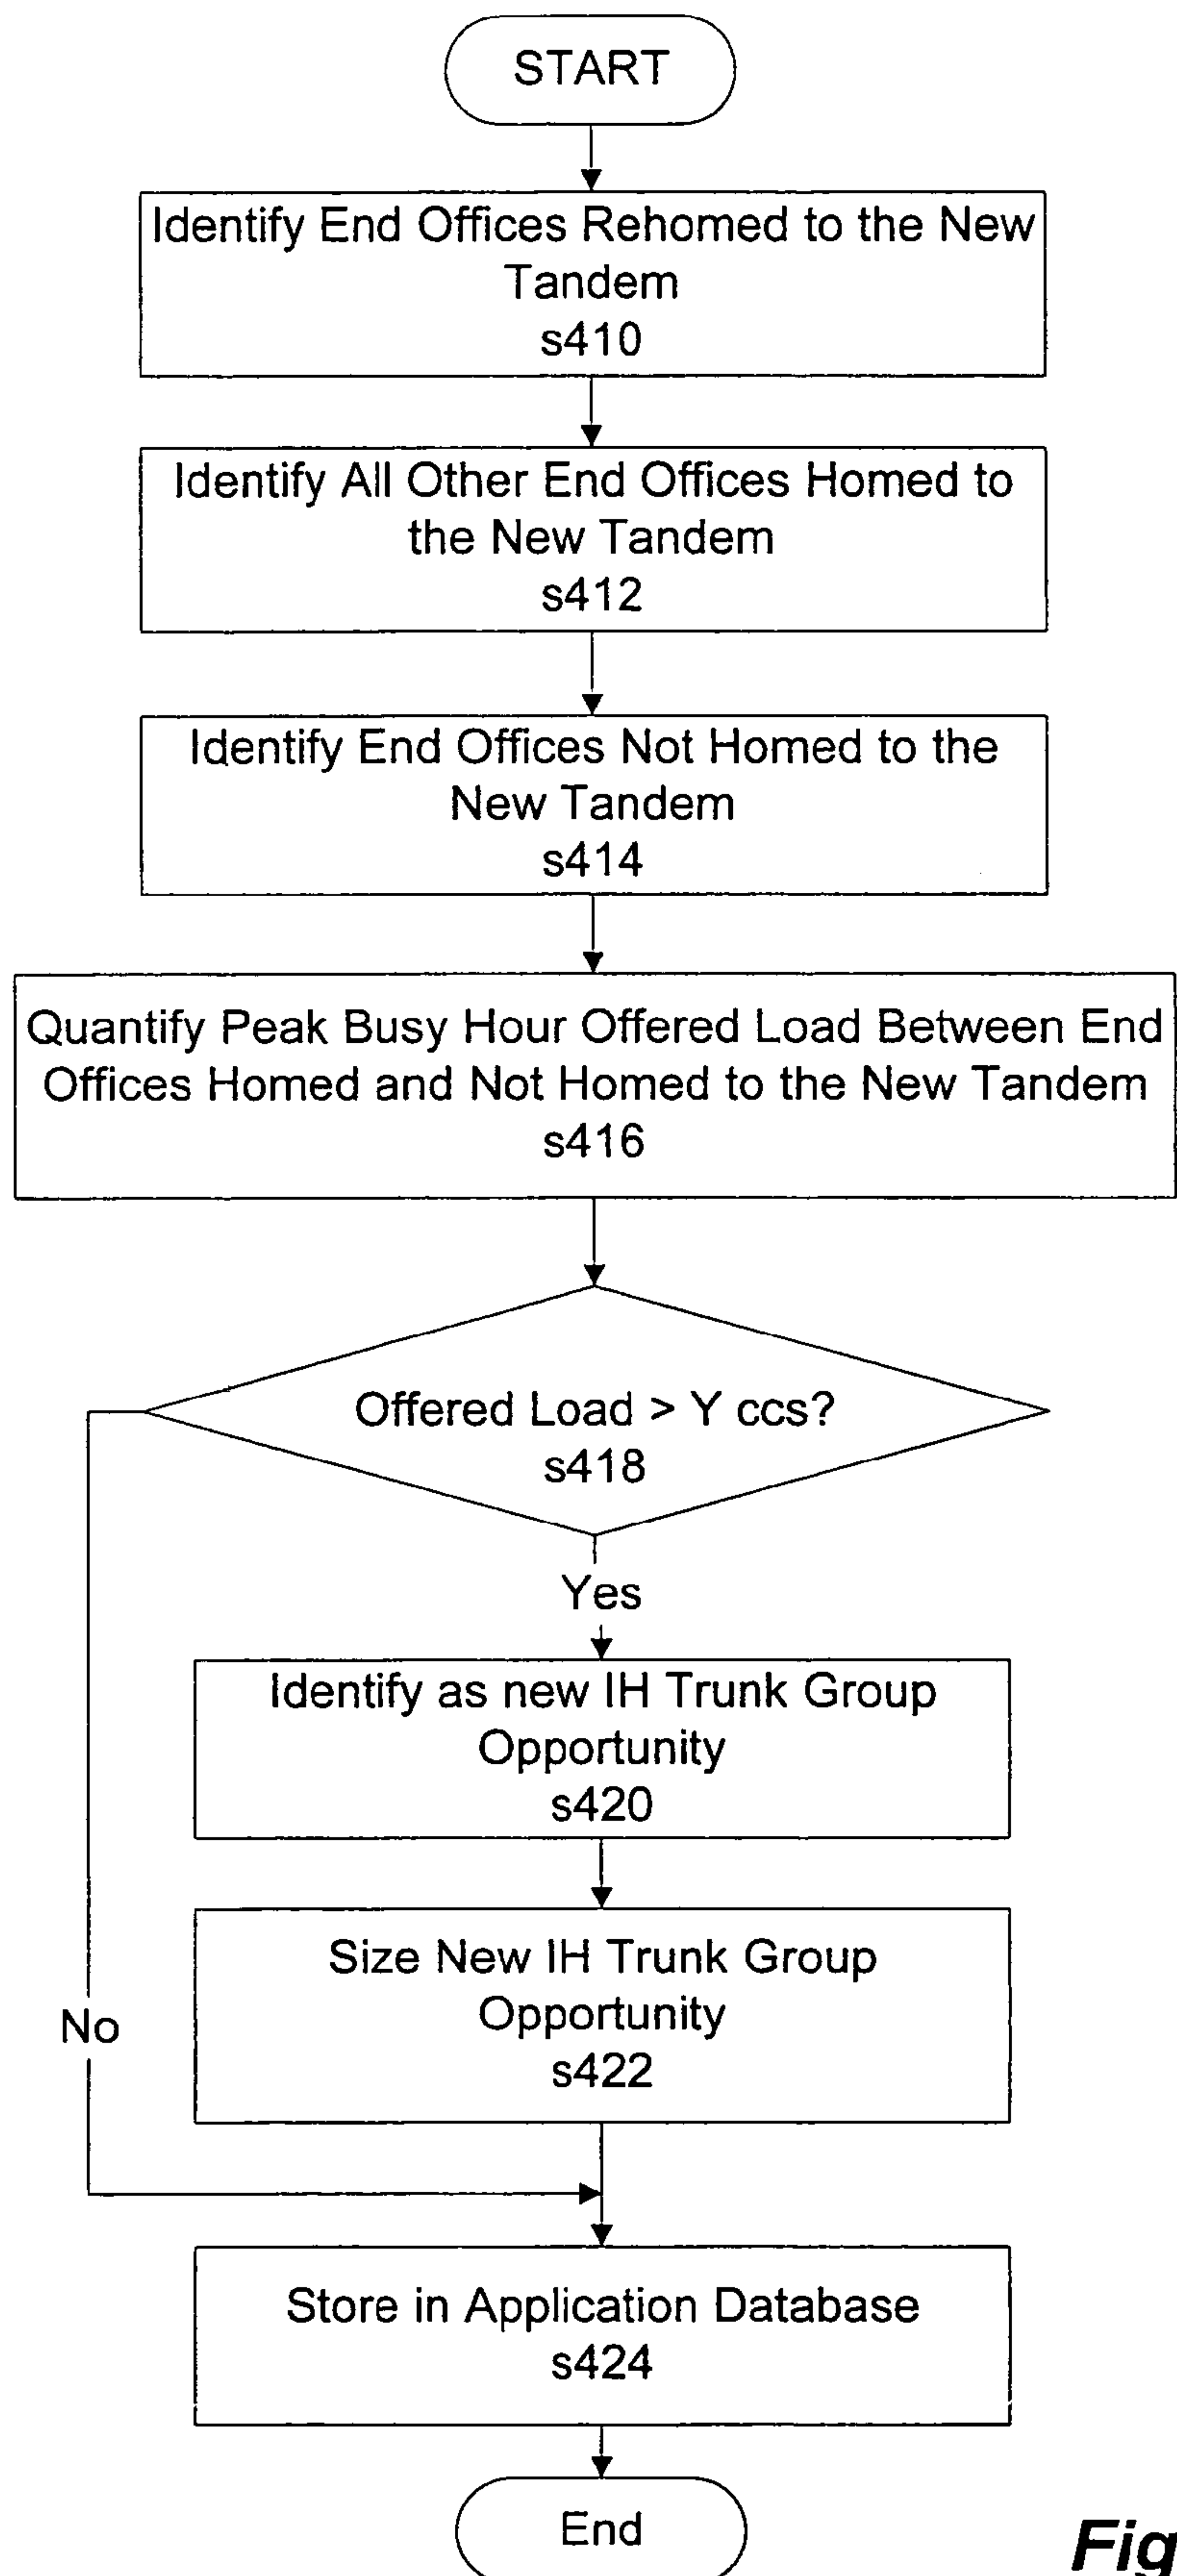 START
Identify End Offices Rehomed to the New
Tandem
s410
Identify All Other End Offices Homed to
the New Tandem
s412
Identify End Offices Not Homed to the
New Tandem
s414
Quantify Peak Busy Hour Offered Load Between End
Offices Homed and Not Homed to the New Tandem
s416
Offered Load > Y ccs?
s418
Yes
Identify as new IH Trunk Group
Opportunity
s420
Size New IH Trunk Group
Opportunity
s422
No
Store in Application Database
s424
End
Fig